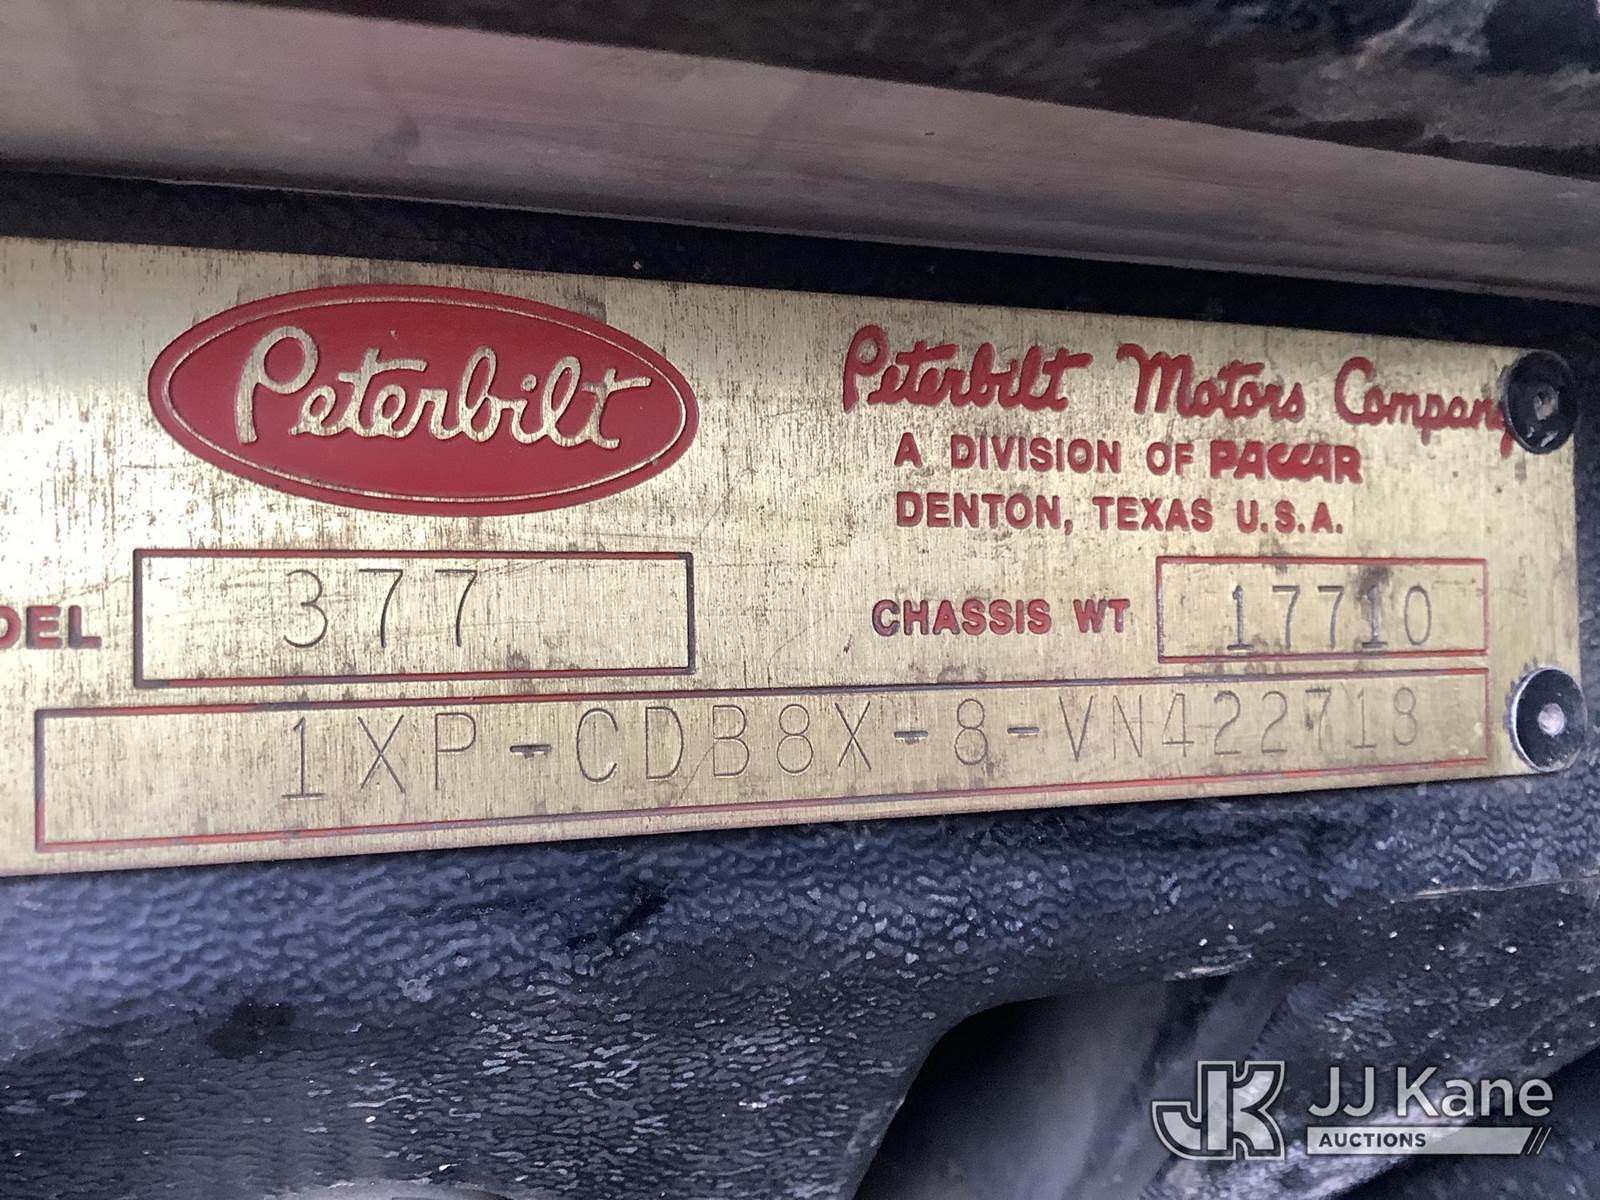 Peterbilt
Peterbilt Motors Company
A DIVISION OF PACCAR
DENTON, TEXAS U.S.A.
DEL 377
CHASSIS WT 17710
1XP-CDB8X-8-VN422718
JK JJ Kane
AUCTIONS